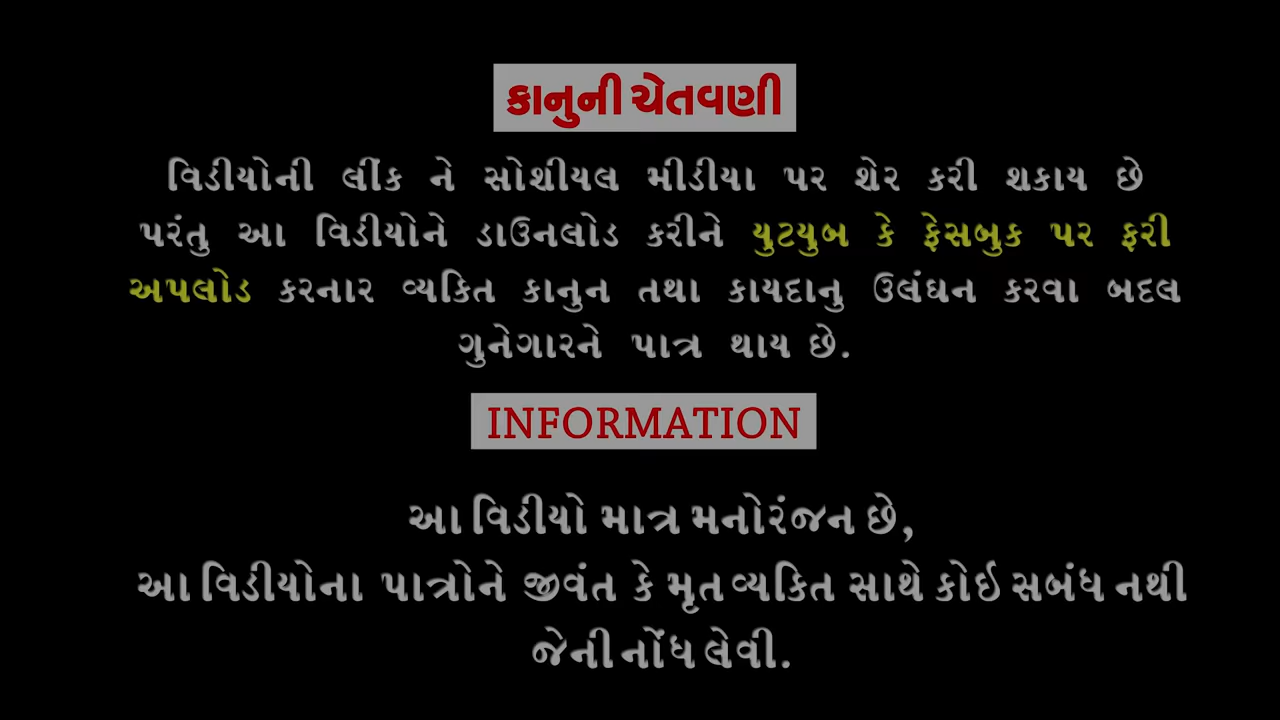 કાનુની ચેતવણી
વિડીયોની લીંક ને સોશીયલ મીડીયા પર શેર કરી શકાય છે
પરંતુ આ વિડીયોને ડાઉનલોડ કરીને યુટયુબ કે ફેસબુક પર ફરી
અપલોડ કરનાર વ્યકિત કાનુન તથા કાયદાનુ ઉલંઘન કરવા બદલ
ગુનેગારને પાત્ર થાય છે.
INFORMATION
આ વિડીયો માત્ર મનોરંજન છે,
આ વિડીયોના પાત્રોને જીવંત કે મૃત વ્યકિત સાથે કોઇ સબંધ નથી
જેની નોંધ લેવી.